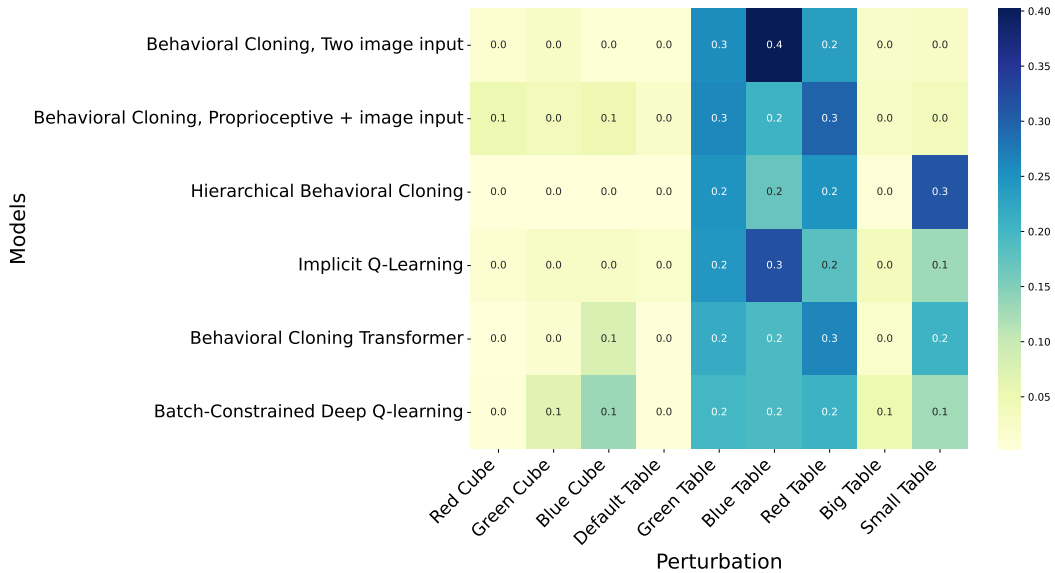 Behavioral Cloning, Two image input 0.0 0.0 0.0 0.0 0.3 0.4 0.2 0.0 0.0
Behavioral Cloning, Proprioceptive + image input 0.1 0.0 0.1 0.0 0.3 0.2 0.3 0.0 0.0
Hierarchical Behavioral Cloning 0.0 0.0 0.0 0.0 0.2 0.2 0.2 0.0 0.3
Implicit Q-Learning 0.0 0.0 0.0 0.0 0.2 0.3 0.2 0.0 0.1
Behavioral Cloning Transformer 0.0 0.0 0.1 0.0 0.2 0.2 0.3 0.0 0.2
Batch-Constrained Deep Q-learning 0.0 0.1 0.1 0.0 0.2 0.2 0.2 0.1 0.1
Models
Red Cube
Green Cube
Blue Cube
Default Table
Green Table
Blue Table
Red Table
Big Table
Small Table
Perturbation
0.40
0.35
0.30
0.25
0.20
0.15
0.10
0.05